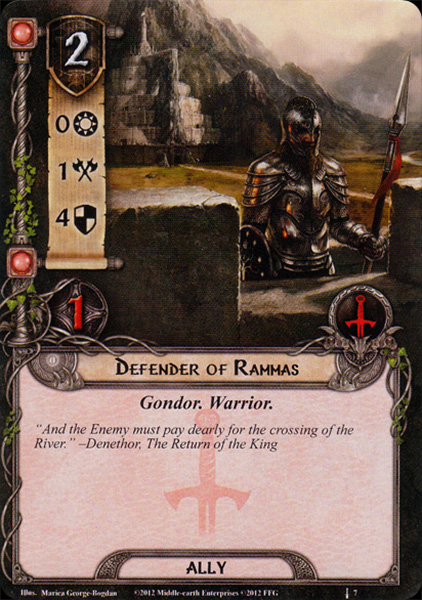 2
0
1
4
1
Defender of Rammas
Gondor. Warrior.
“And the Enemy must pay dearly for the crossing of the
River.” –Denethor, The Return of the King
ALLY
Illus. Marica George-Bogdan ©2012 Middle-earth Enterprises ©2012 FFG 7